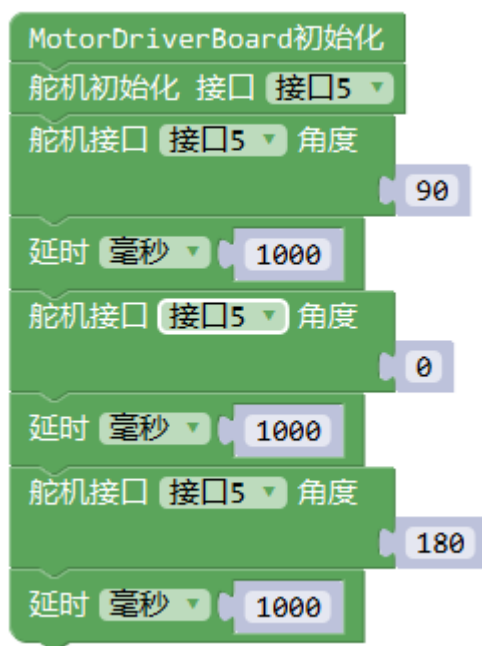 MotorDriverBoard初始化
舵机初始化 接口 接口5
舵机接口 接口5 角度
90
延时 毫秒 1000
舵机接口 接口5 角度
0
延时 毫秒 1000
舵机接口 接口5 角度
180
延时 毫秒 1000